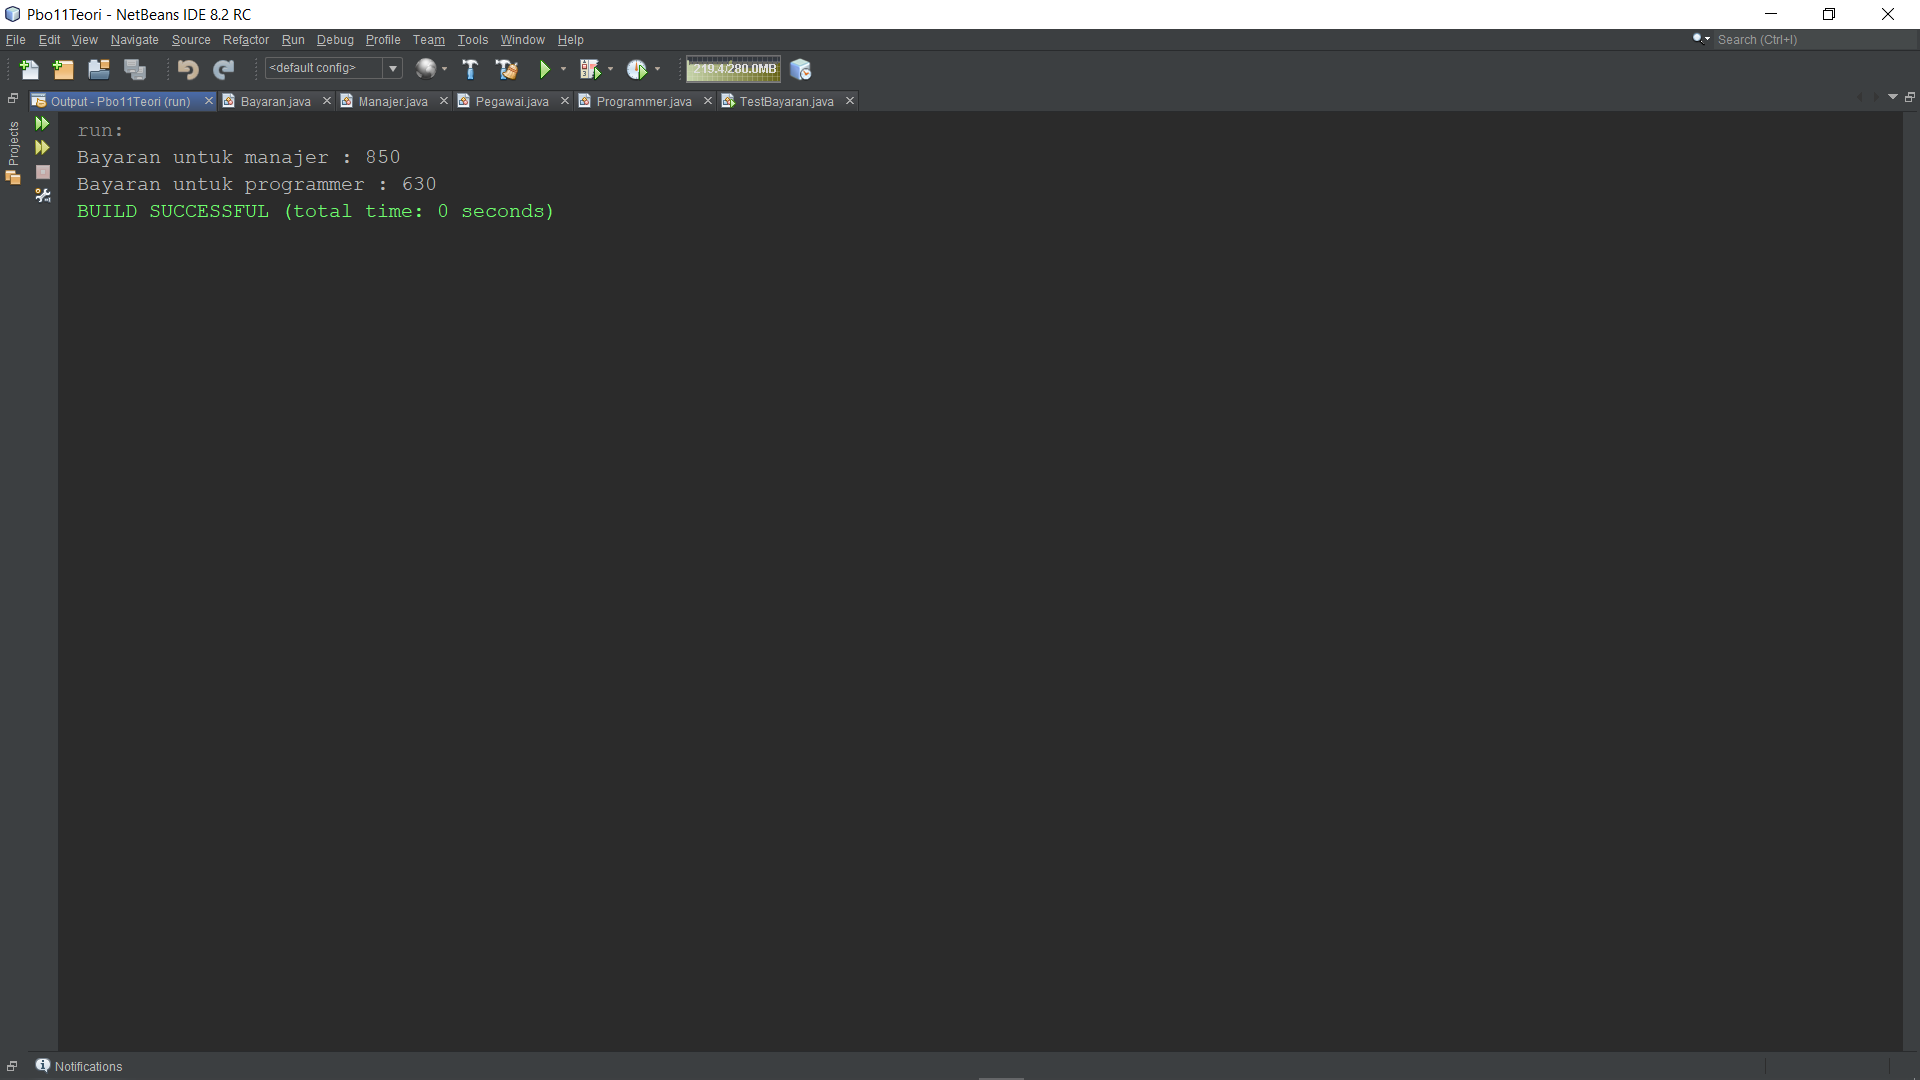 Pbo11Teori - NetBeans IDE 8.2 RC
File Edit View Navigate Source Refactor Run Debug Profile Team Tools Window Help
Search (Ctrl+I)
<default config>
219.4/280.0MB
Output - Pbo11Teori (run) Bayaran.java Manajer.java Pegawai.java Programmer.java TestBayaran.java
Projects
run:
Bayaran untuk manajer : 850
Bayaran untuk programmer : 630
BUILD SUCCESSFUL (total time: 0 seconds)
Notifications